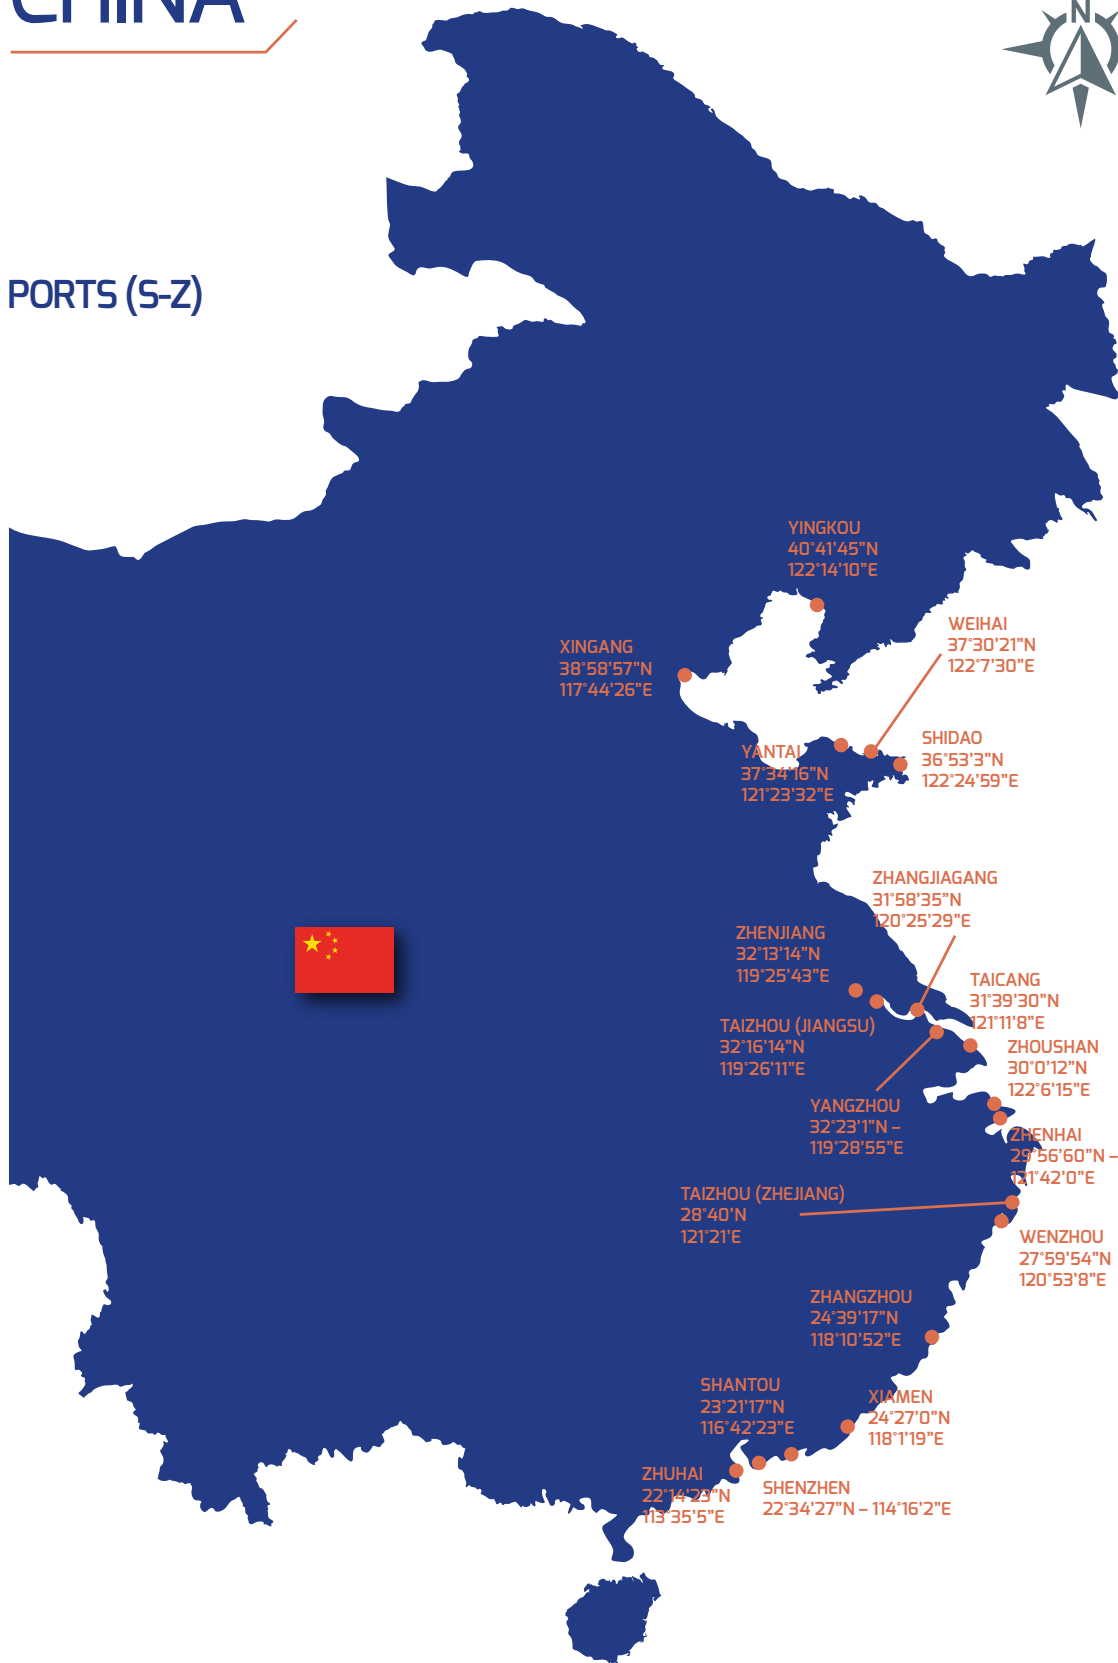 CHINA
N
PORTS (S-Z)
YINGKOU
40°41'45”N
122°14'10”E
WEIHAI
37°30'21”N
122°7'30”E
XINGANG
38°58'57”N
117°44'26”E
SHIDAO
36°53'3”N
122°24'59”E
YANTAI
37°34'16”N
121°23'32”E
ZHANGJIAGANG
31°58'35”N
120°25'29”E
ZHENJIANG
32°13'14”N
119°25'43”E
TAICANG
31°39'30”N
121°11'8”E
TAIZHOU (JIANGSU)
32°16'14”N
119°26'11”E
ZHOUSHAN
30°0'12”N
122°6'15”E
YANGZHOU
32°23'1”N –
119°28'55”E
ZHENHAI
29°56'60”N –
121°42'0”E
TAIZHOU (ZHEJIANG)
28°40'N
121°21'E
WENZHOU
27°59'54”N
120°53'8”E
ZHANGZHOU
24°39'17”N
118°10'52”E
SHANTOU
23°21'17”N
116°42'23”E
XIAMEN
24°27'0”N
118°1'19”E
ZHUHAI
22°14'23”N
113°35'5”E
SHENZHEN
22°34'27”N – 114°16'2”E